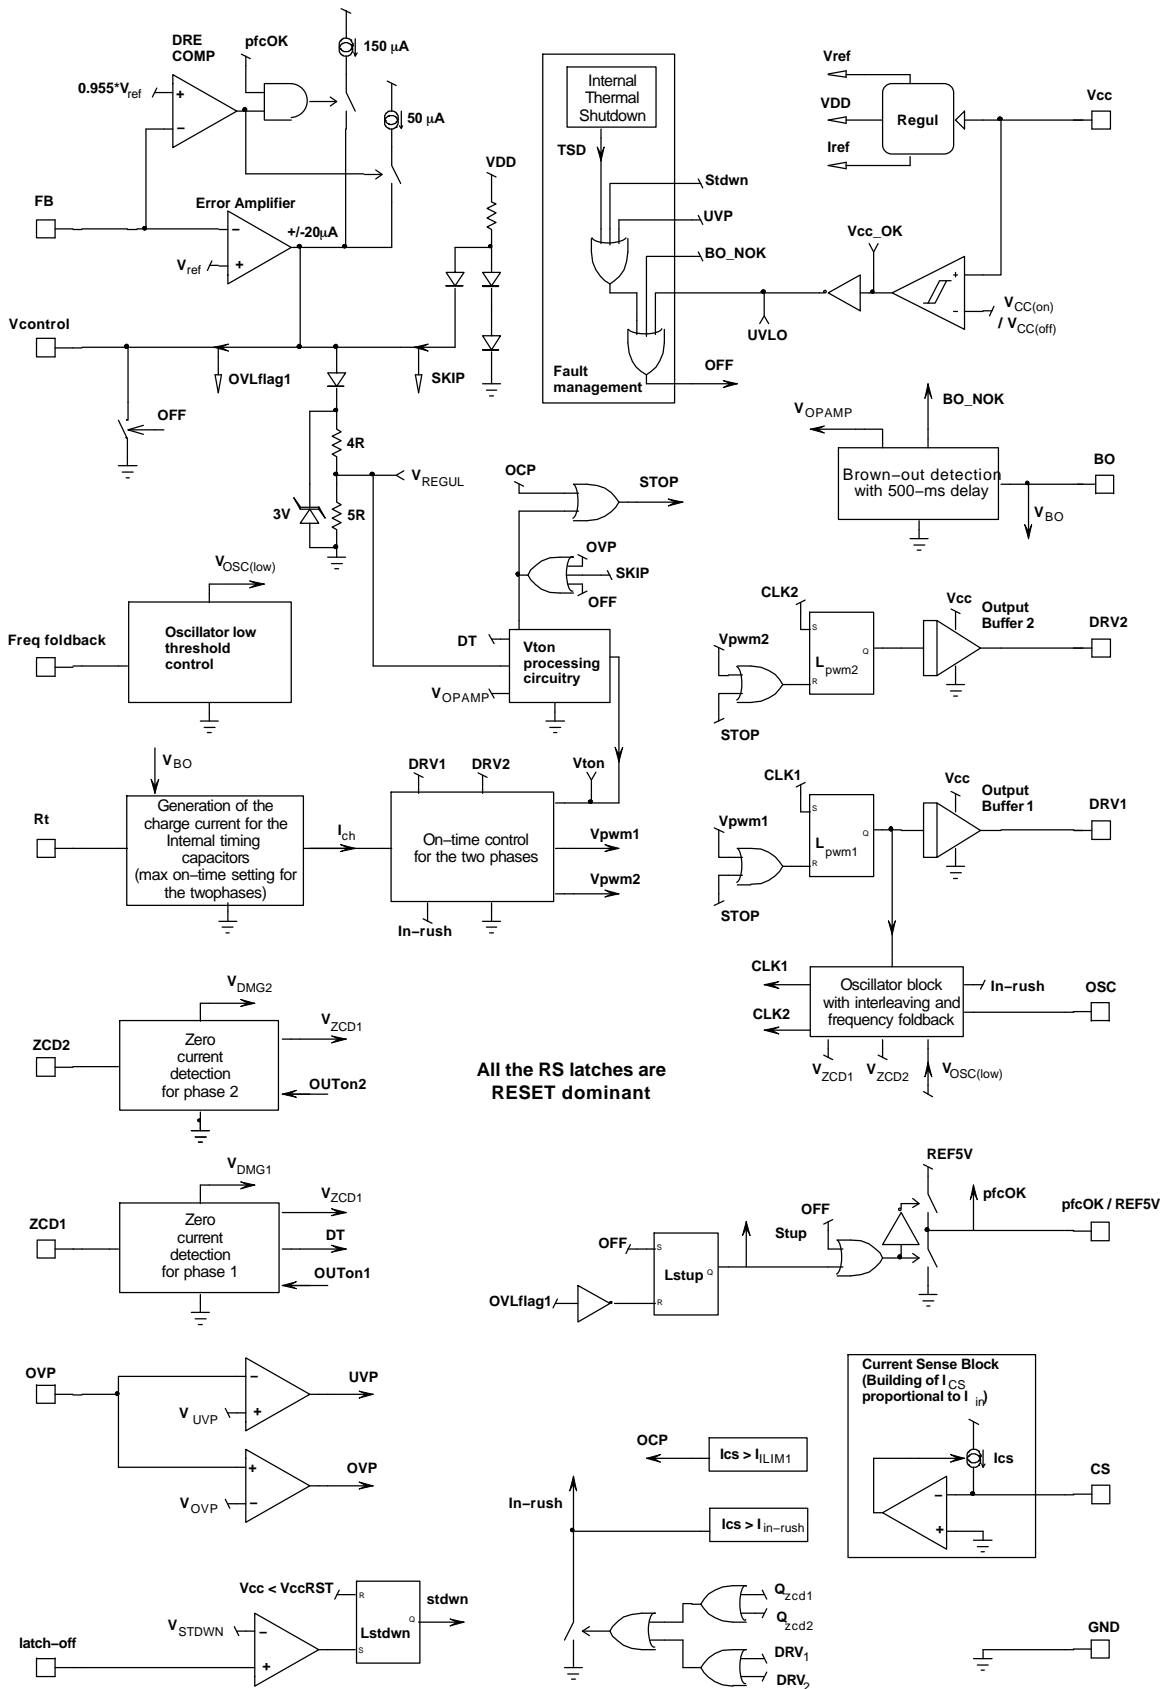 DRE
COMP
pfcOK
150 µA
0.955*Vref
+
−
50 µA
FB
Error Amplifier
+/-20µA
−
+
Vref
VDD
Vcontrol
OVLflag1
SKIP
OFF
4R
VREGUL
3V
5R
Internal
Thermal
Shutdown
TSD
Stdwn
UVP
BO_NOK
UVLO
OFF
Fault
management
Vref
VDD
Iref
Regul
Vcc
Vcc_OK
+
−
VCC(on)
/ VCC(off)
BO_NOK
VOPAMP
Brown−out detection
with 500−ms delay
BO
VBO
OCP
STOP
OVP
SKIP
OFF
DT
Vton
processing
circuitry
VOPAMP
VOSC(low)
Freq foldback
Oscillator low
threshold
control
CLK2
Vpwm2
STOP
S
R
Q
Lpwm2
Vcc
Output
Buffer 2
DRV2
VBO
Rt
Generation of the
charge current for the
Internal timing
capacitors
(max on−time setting for
the twophases)
Ich
DRV1
DRV2
Vton
On−time control
for the two phases
Vpwm1
Vpwm2
In−rush
CLK1
Vpwm1
STOP
S
R
Q
Lpwm1
Vcc
Output
Buffer 1
DRV1
CLK1
CLK2
Oscillator block
with interleaving and
frequency foldback
In−rush
OSC
VZCD1
VZCD2
VOSC(low)
VDMG2
VZCD1
ZCD2
Zero
current
detection
for phase 2
OUTon2
All the RS latches are
RESET dominant
VDMG1
VZCD1
ZCD1
Zero
current
detection
for phase 1
DT
OUTon1
REF5V
pfcOK
pfcOK / REF5V
OFF
Stup
OFF
S
Lstup
Q
R
OVLflag1
OVP
−
+
UVP
VUVP
+
−
OVP
VOVP
Current Sense Block
(Building of ICS
proportional to Iin)
Ics
−
+
CS
OCP
Ics > IILIM1
In−rush
Ics > Iin−rush
Vcc < VccRST
R
Q
Lstdwn
S
stdwn
VSTDWN
−
+
latch−off
Qzcd1
Qzcd2
DRV1
DRV2
GND